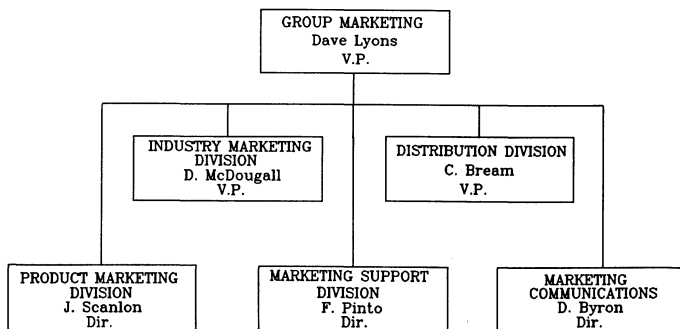 GROUP MARKETING
Dave Lyons
V.P.
INDUSTRY MARKETING
DIVISION
D. McDougall
V.P.
DISTRIBUTION DIVISION
C. Bream
V.P.
PRODUCT MARKETING
DIVISION
J. Scanlon
Dir.
MARKETING SUPPORT
DIVISION
F. Pinto
Dir.
MARKETING
COMMUNICATIONS
D. Byron
Dir.